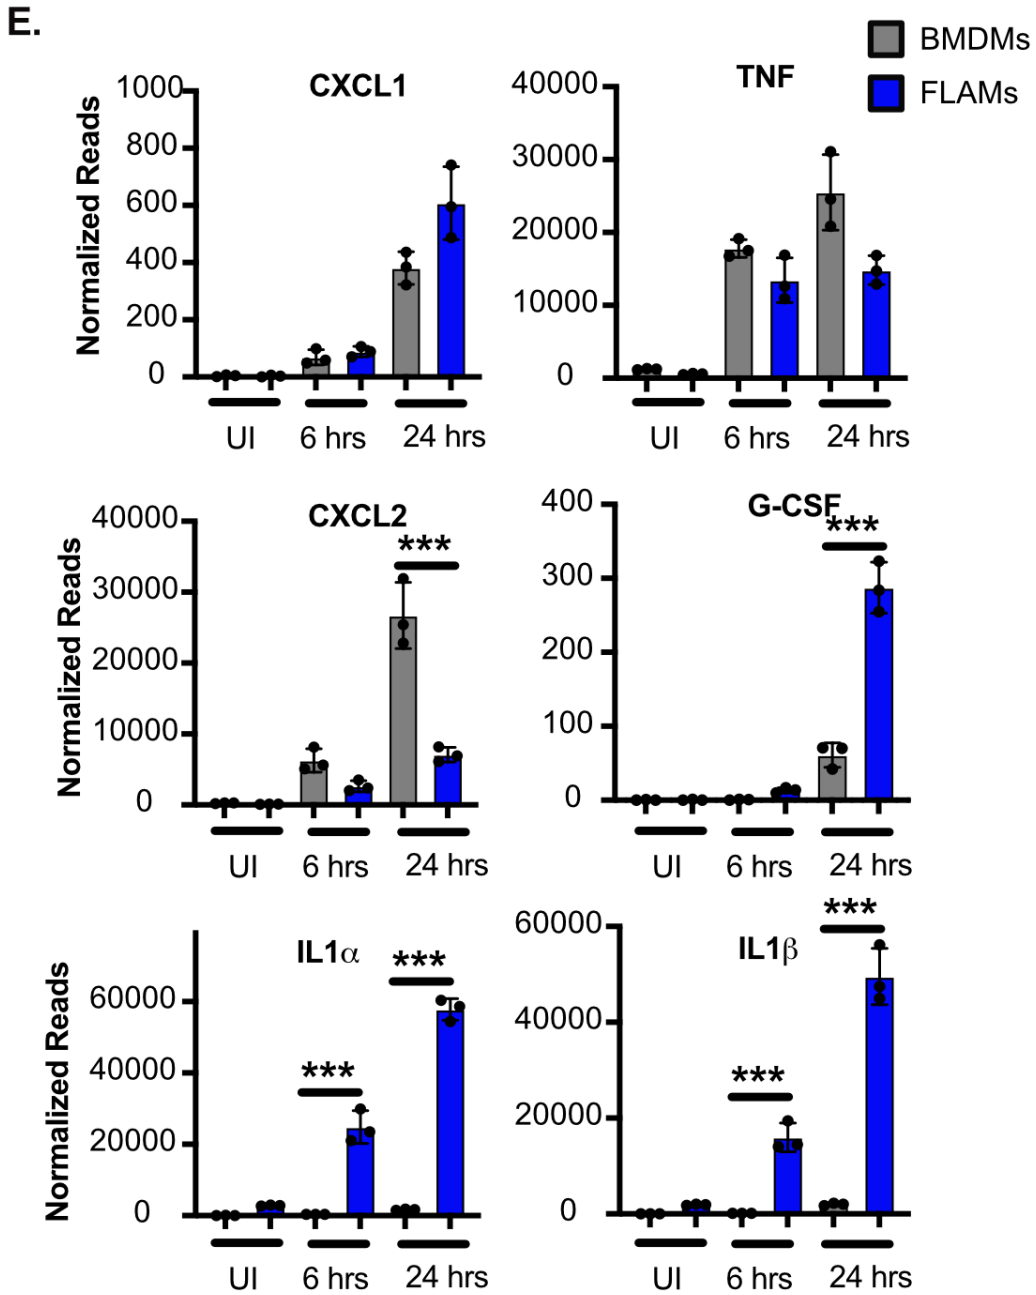 E.
BMDMs
FLAMs
CXCL1
Normalized Reads
1000
800
600
400
200
0
UI 6 hrs 24 hrs
TNF
40000
30000
20000
10000
0
UI 6 hrs 24 hrs
CXCL2
Normalized Reads
40000
30000
20000
10000
0
***
UI 6 hrs 24 hrs
G-CSF
400
300
200
100
0
***
UI 6 hrs 24 hrs
IL1α
Normalized Reads
60000
40000
20000
0
***
***
UI 6 hrs 24 hrs
IL1β
60000
40000
20000
0
***
***
UI 6 hrs 24 hrs